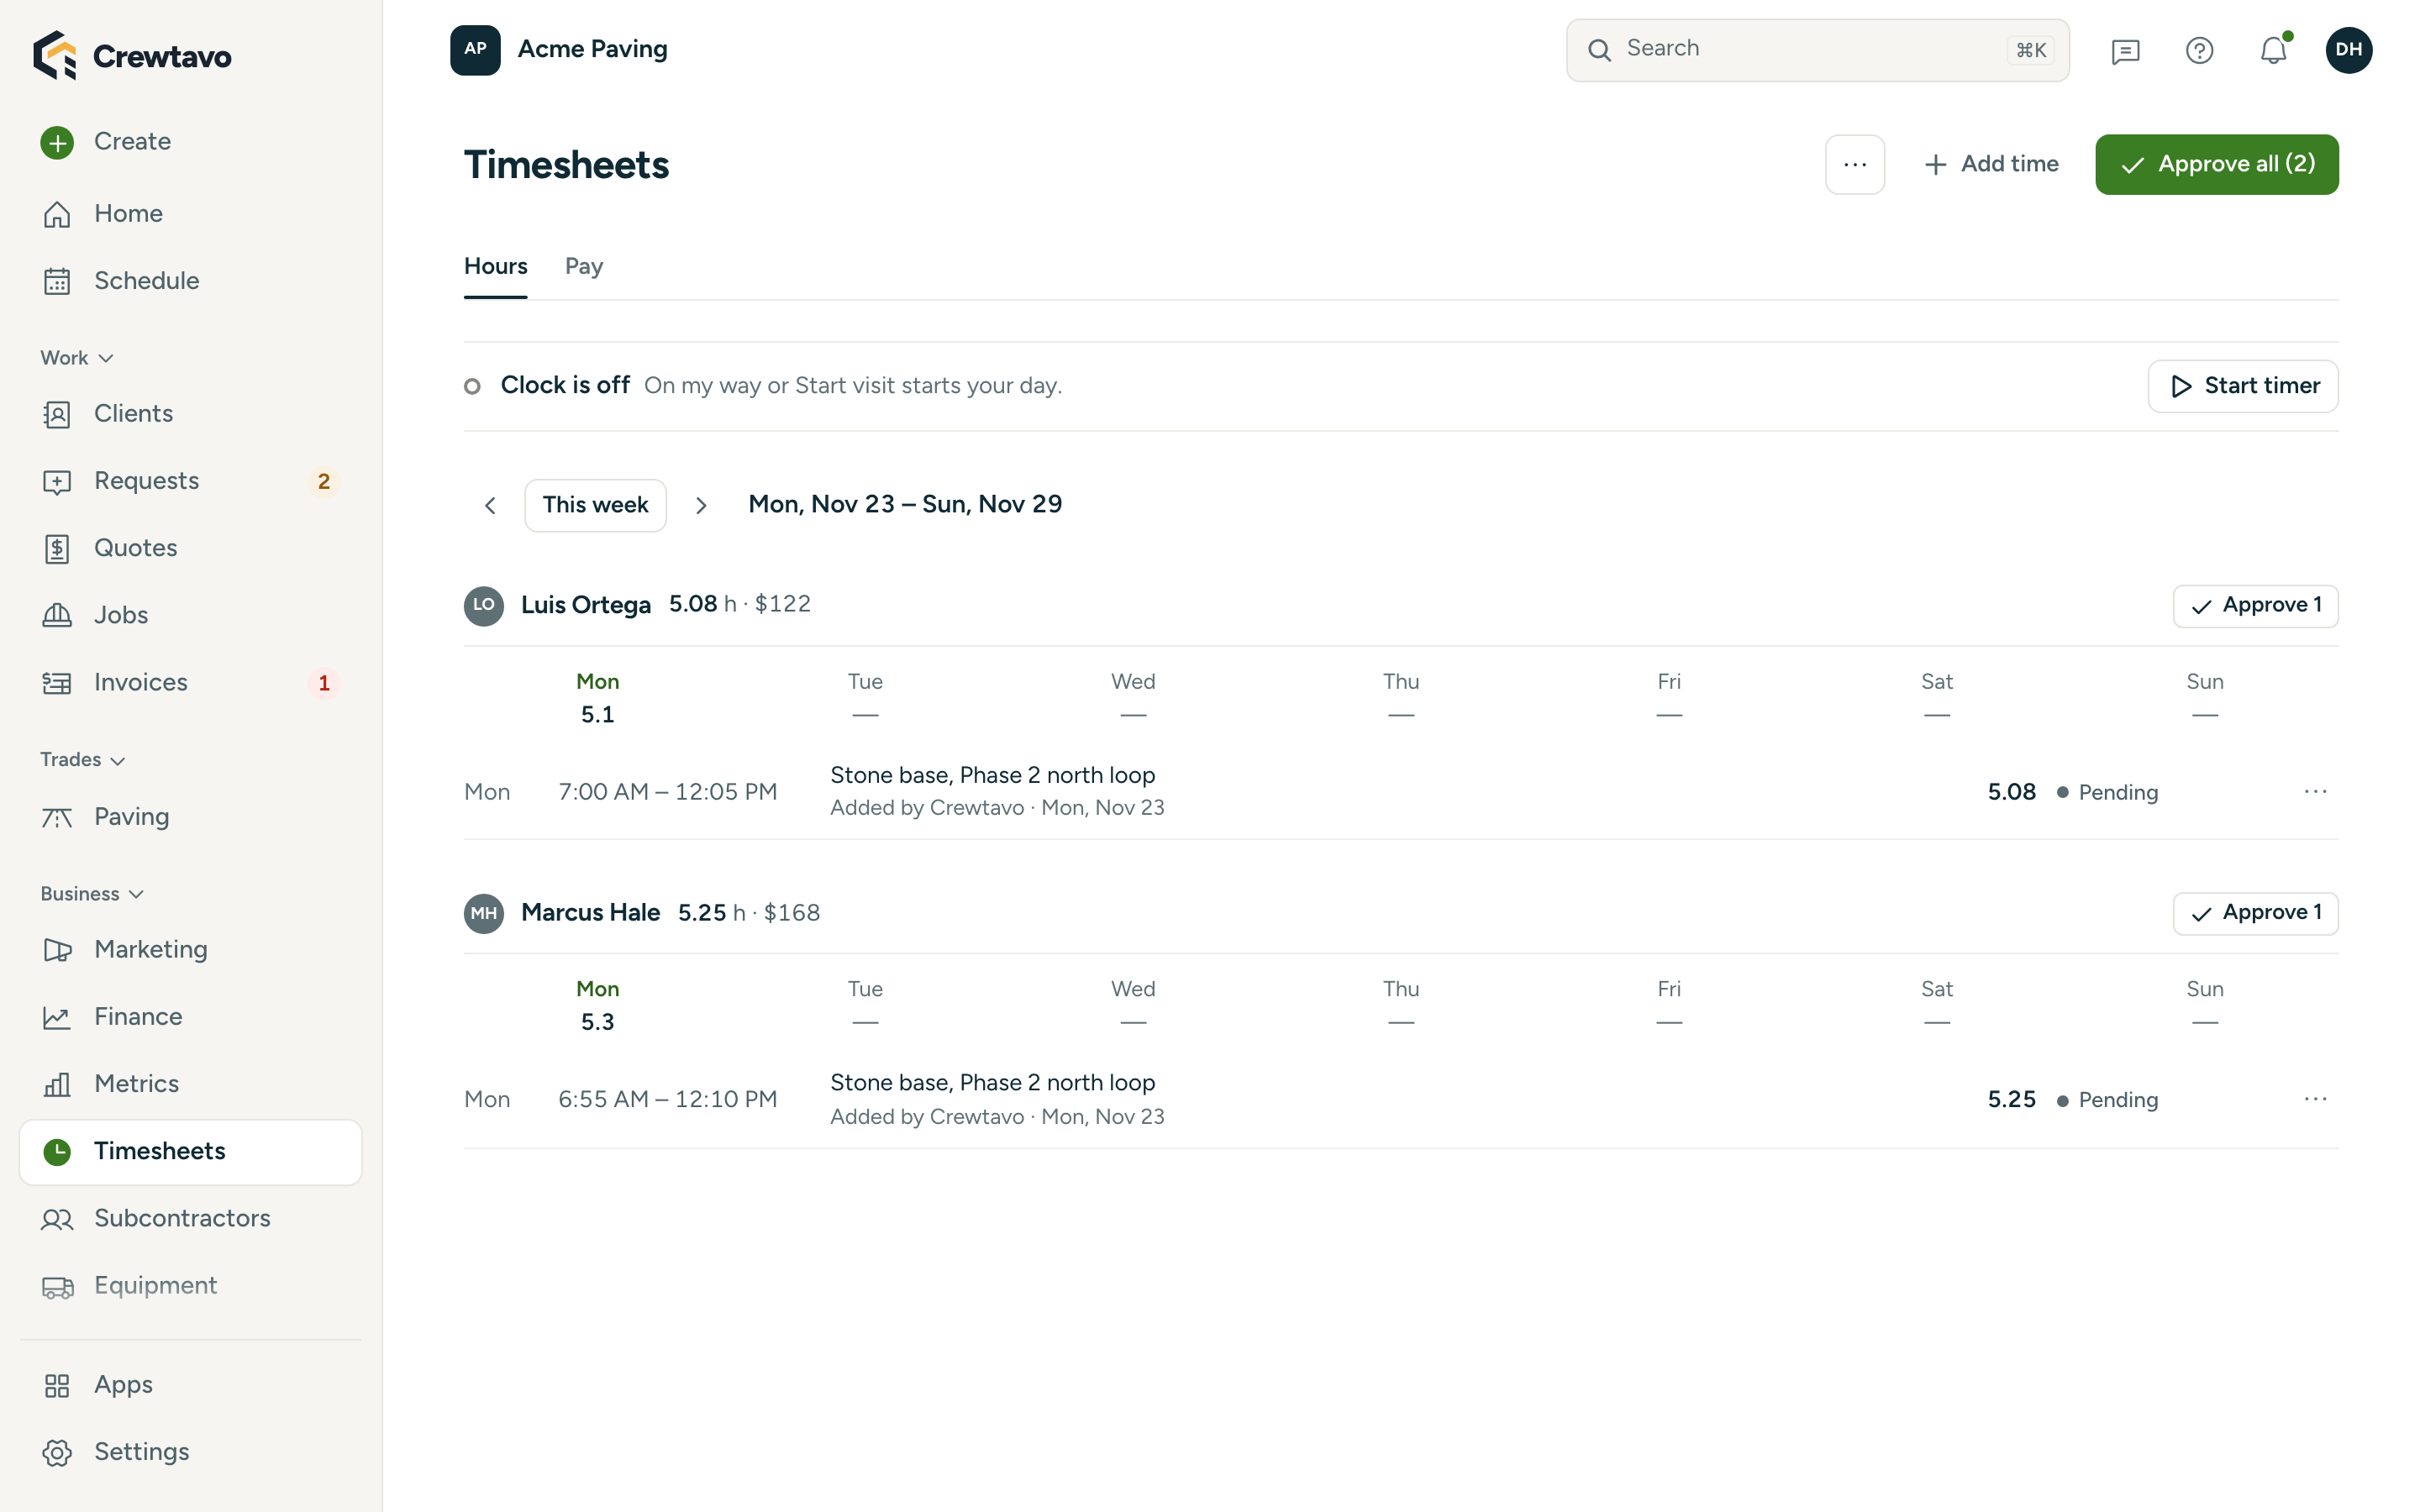 Crewtavo
Create
Home
Schedule
Work
Clients
Requests 2
Quotes
Jobs
Invoices 1
Trades
Paving
Business
Marketing
Finance
Metrics
Timesheets
Subcontractors
Equipment
Apps
Settings
AP Acme Paving
Search ⌘K
DH
Timesheets
··· Add time Approve all (2)
Hours Pay
Clock is off On my way or Start visit starts your day.
Start timer
This week Mon, Nov 23 – Sun, Nov 29
LO Luis Ortega 5.08 h · $122
Approve 1
Mon Tue Wed Thu Fri Sat Sun
5.1 — — — — — —
Mon 7:00 AM – 12:05 PM Stone base, Phase 2 north loop
Added by Crewtavo · Mon, Nov 23
5.08 Pending ···
MH Marcus Hale 5.25 h · $168
Approve 1
Mon Tue Wed Thu Fri Sat Sun
5.3 — — — — — —
Mon 6:55 AM – 12:10 PM Stone base, Phase 2 north loop
Added by Crewtavo · Mon, Nov 23
5.25 Pending ···